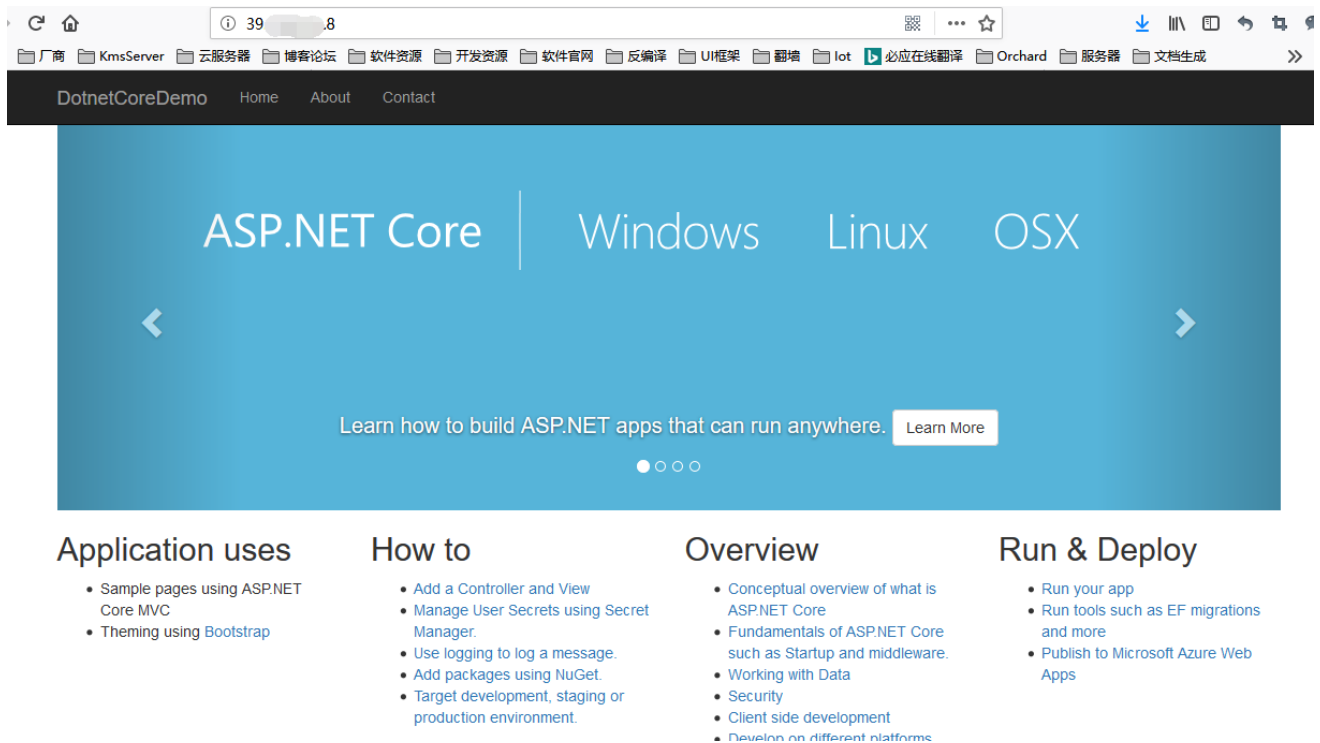 39 .8
厂商 KmsServer 云服务器 博客论坛 软件资源 开发资源 软件官网 反编译 UI框架 翻墙 Iot 必应在线翻译 Orchard 服务器 文档生成
DotnetCoreDemo Home About Contact
ASP.NET Core Windows Linux OSX
Learn how to build ASP.NET apps that can run anywhere. Learn More
Application uses
Sample pages using ASP.NET
Core MVC
Theming using Bootstrap
How to
Add a Controller and View
Manage User Secrets using Secret
Manager.
Use logging to log a message.
Add packages using NuGet.
Target development, staging or
production environment.
Overview
Conceptual overview of what is
ASP.NET Core
Fundamentals of ASP.NET Core
such as Startup and middleware.
Working with Data
Security
Client side development
Develop on different platforms
Run & Deploy
Run your app
Run tools such as EF migrations
and more
Publish to Microsoft Azure Web
Apps